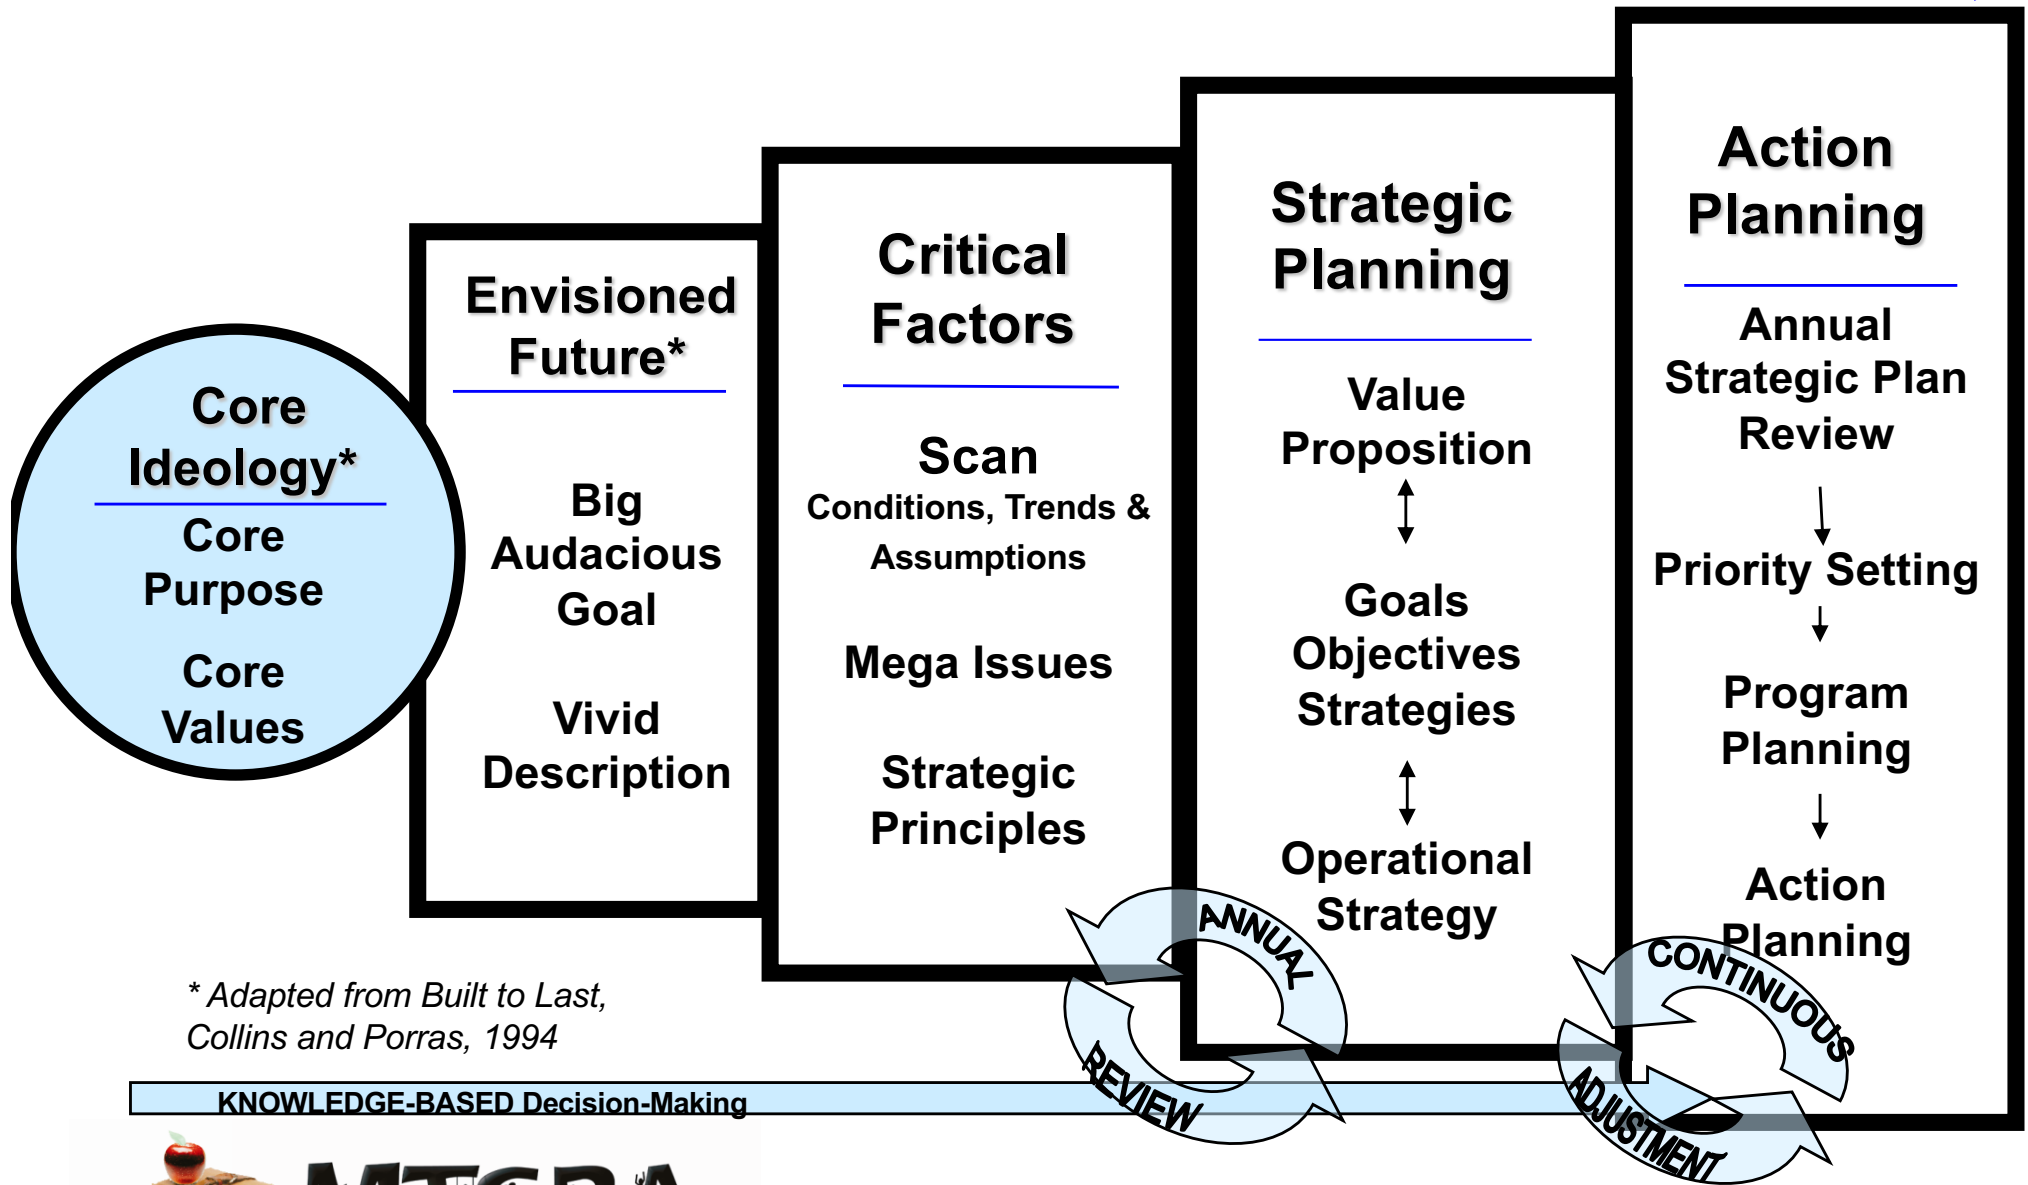 Core
Ideology*
Core
Purpose
Core
Values
Envisioned
Future*
Big
Audacious
Goal
Vivid
Description
Critical
Factors
Scan
Conditions, Trends &
Assumptions
Mega Issues
Strategic
Principles
Strategic
Planning
Value
Proposition
Goals
Objectives
Strategies
Operational
Strategy
Action
Planning
Annual
Strategic Plan
Review
Priority Setting
Program
Planning
Action
Planning
ANNUAL
REVIEW
CONTINUOUS
ADJUSTMENT
* Adapted from Built to Last,
Collins and Porras, 1994
KNOWLEDGE-BASED Decision-Making